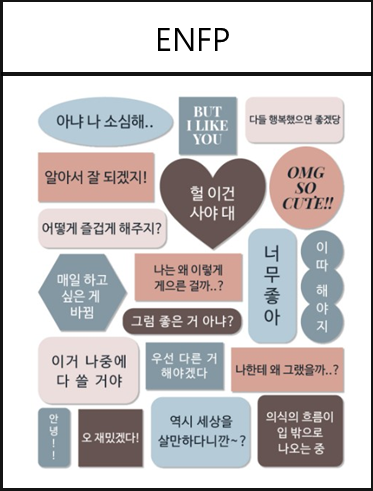 ENFP
아냐 나 소심해..
BUT
I LIKE
YOU
다들 행복했으면 좋겠당
알아서 잘 되겠지!
헐 이건
사야 대
OMG
SO
CUTE!!
어떻게 즐겁게 해주지?
너
무
좋
아
이
따
해
야
지
매일 하고
싶은 게
바뀜
나는 왜 이렇게
게으른 걸까..?
그럼 좋은 거 아냐?
이거 나중에
다 쓸 거야
우선 다른 거
해야겠다
나한테 왜 그랬을까..?
안
녕
!
!
오 재밌겠다!
역시 세상을
살만하다니깐~?
의식의 흐름이
입 밖으로
나오는 중